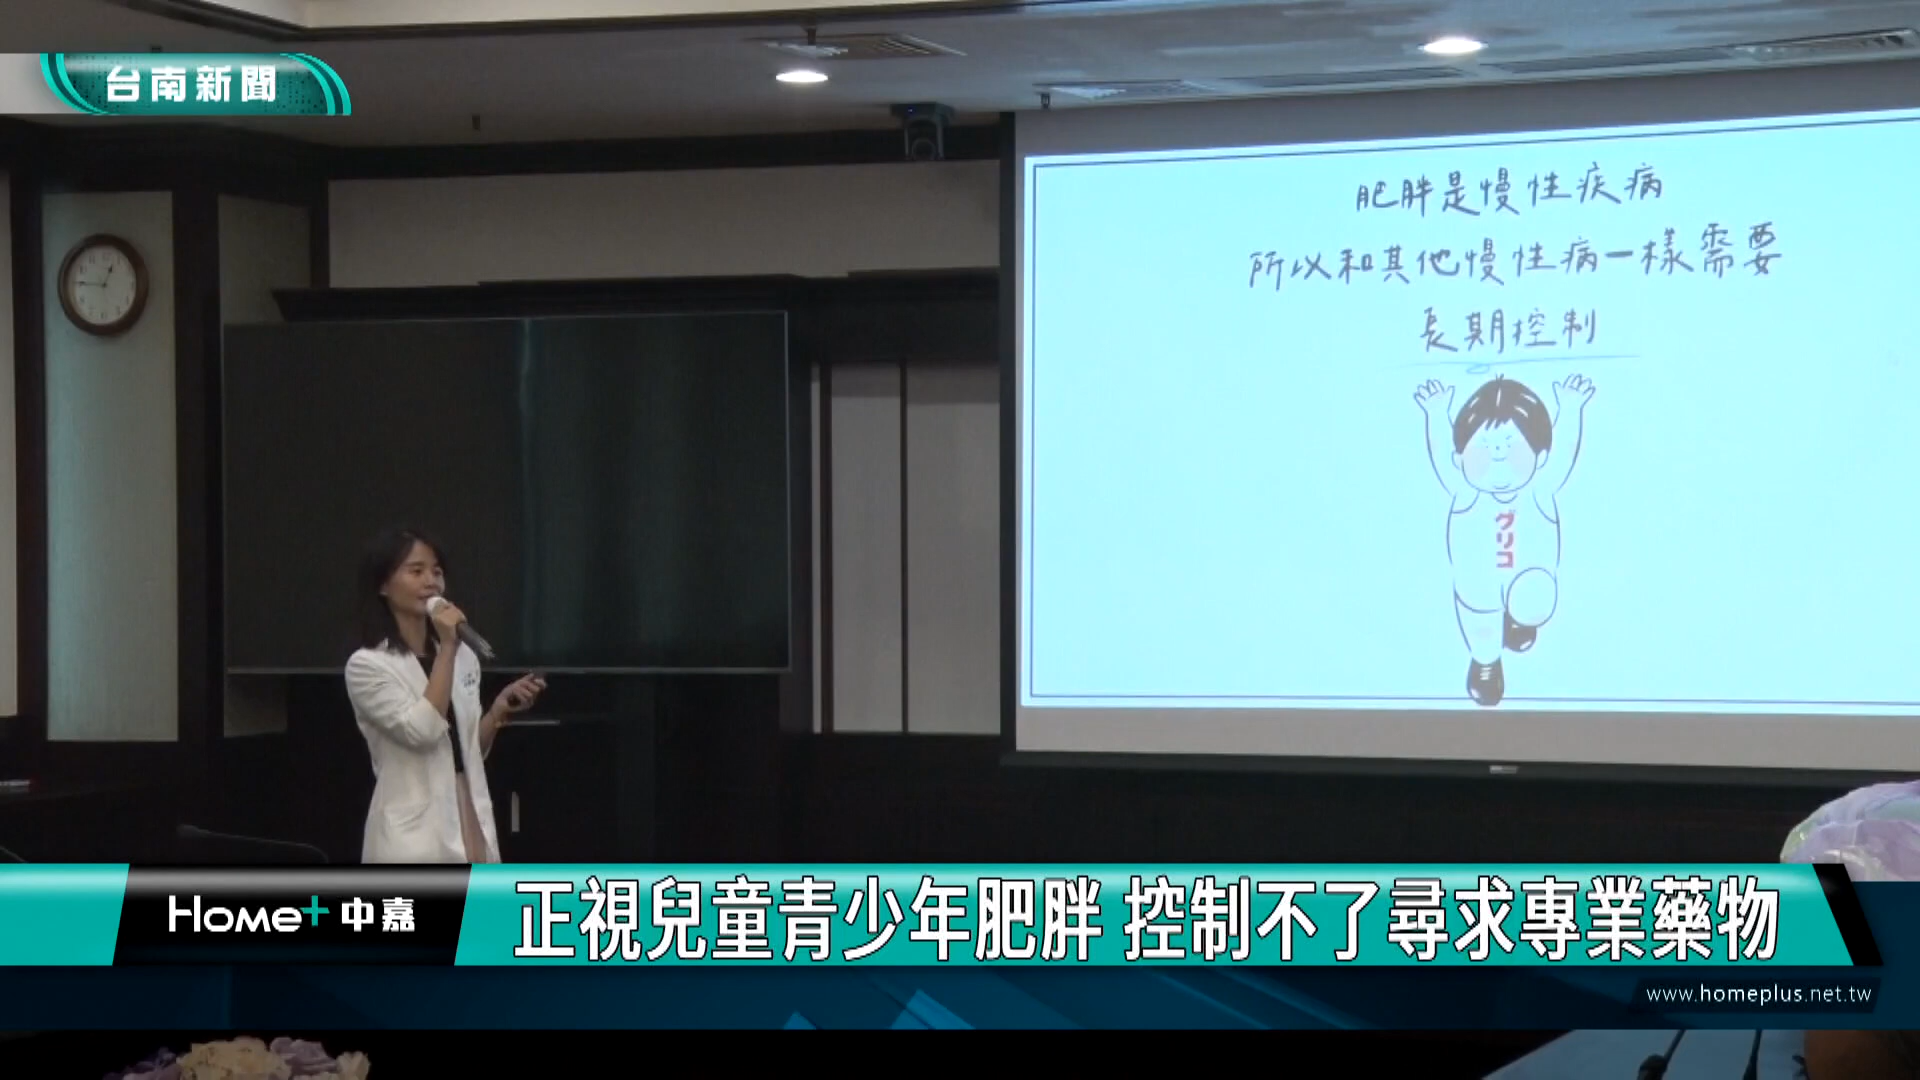 台南新聞
肥胖是慢性疾病
所以和其他慢性病一樣需要
長期控制
グリコ
Home+ 中嘉
正視兒童青少年肥胖 控制不了尋求專業藥物
www.homeplus.net.tw